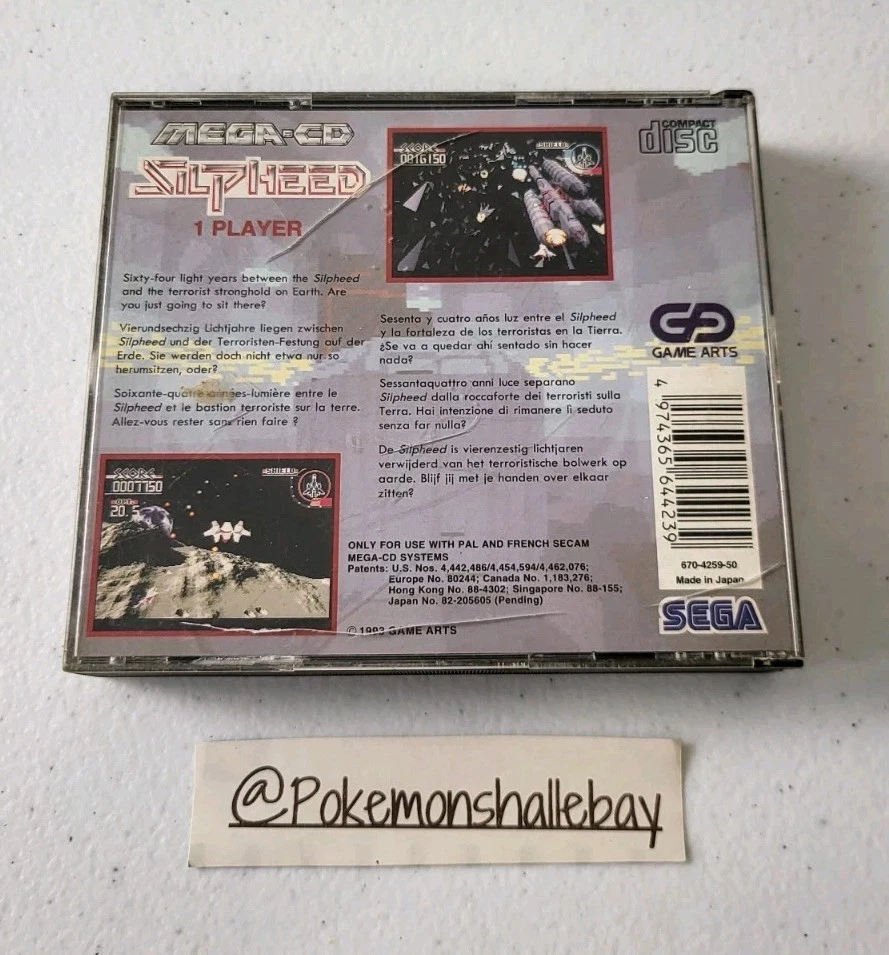 MEGA-CD
SILPHEED
1 PLAYER
SCORE
0016150
SHIELD
COMPACT
disc
Sixty-four light years between the Silpheed
and the terrorist stronghold on Earth. Are
you just going to sit there?
Vierundsechzig Lichtjahre liegen zwischen
Silpheed und der Terroristen-Festung auf der
Erde. Sie werden doch nicht etwa nur so
herumsitzen, oder?
Soixante-quatre années-lumière entre le
Silpheed et le bastion terroriste sur la terre.
Allez-vous rester sans rien faire ?
Sesenta y cuatro años luz entre el Silpheed
y la fortaleza de los terroristas en la Tierra.
¿Se va a quedar ahí sentado sin hacer
nada?
Sessantaquattro anni luce separano
Silpheed dalla roccaforte dei terroristi sulla
Terra. Hai intenzione di rimanere lì seduto
senza far nulla?
De Silpheed is vierenzestig lichtjaren
verwijderd van het terroristische bolwerk op
aarde. Blijf jij met je handen over elkaar
zitten?
GAME ARTS
4 974365 644239
670-4259-50
Made in Japan
SEGA
SCORE
0007750
SHIELD
OPT.
20.5
ONLY FOR USE WITH PAL AND FRENCH SECAM
MEGA-CD SYSTEMS
Patents: U.S. Nos. 4,442,486/4,454,594/4,462,076;
Europe No. 80244; Canada No. 1,183,276;
Hong Kong No. 88-4302; Singapore No. 88-155;
Japan No. 82-205605 (Pending)
© 1993 GAME ARTS
@Pokemonshallebay